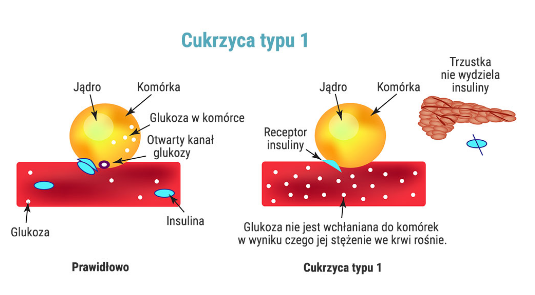 Cukrzyca typu 1
Jądro
Komórka
Glukoza w komórce
Otwarty kanał
glukozy
Insulina
Glukoza
Prawidłowo
Jądro
Komórka
Receptor
insuliny
Trzustka
nie wydziela
insuliny
Glukoza nie jest wchłaniana do komórek
w wyniku czego jej stężenie we krwi rośnie.
Cukrzyca typu 1